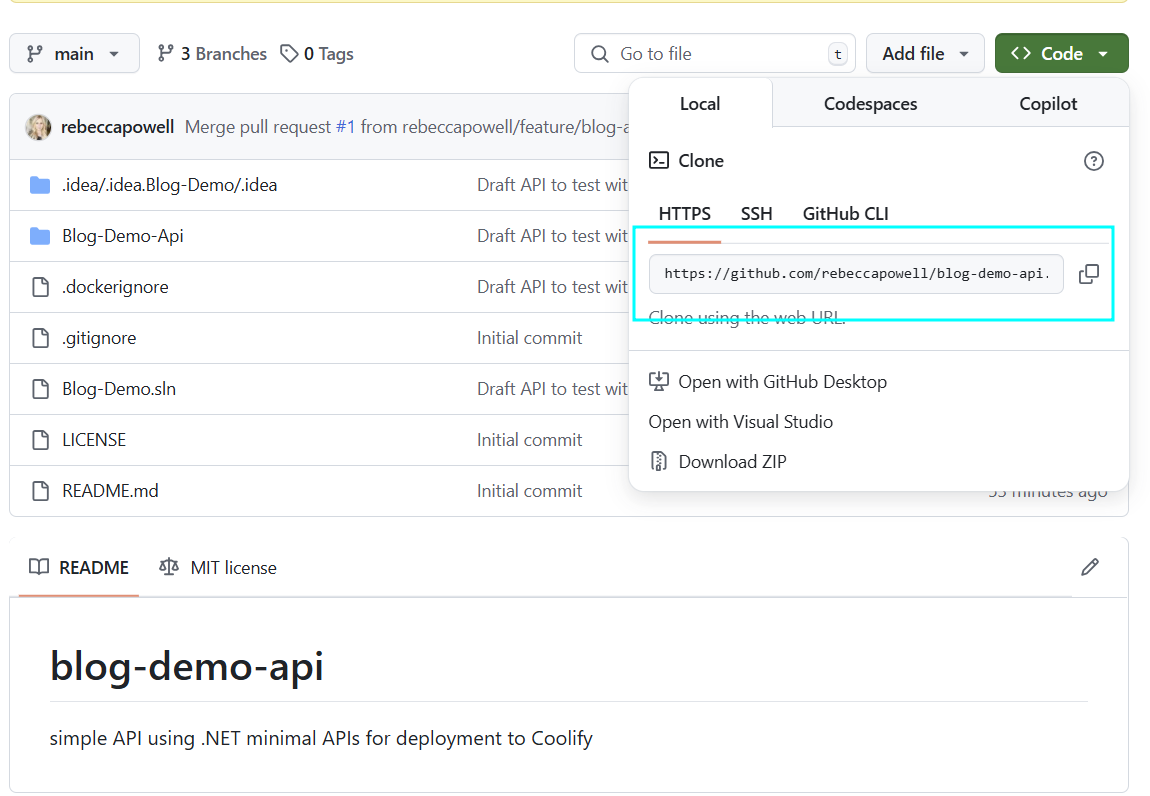 main
3 Branches
0 Tags
Go to file
t
Add file
Code
Local
Codespaces
Copilot
rebeccapowell Merge pull request #1 from rebeccapowell/feature/blog-a
Clone
.idea/.idea.Blog-Demo/.idea
Draft API to test wit
HTTPS
SSH
GitHub CLI
Blog-Demo-Api
Draft API to test wit
https://github.com/rebeccapowell/blog-demo-api.
.dockerignore
Draft API to test wit
Clone using the web URL.
.gitignore
Initial commit
Blog-Demo.sln
Draft API to test wit
Open with GitHub Desktop
Open with Visual Studio
LICENSE
Initial commit
Download ZIP
README.md
Initial commit
53 minutes ago
README
MIT license
blog-demo-api
simple API using .NET minimal APIs for deployment to Coolify